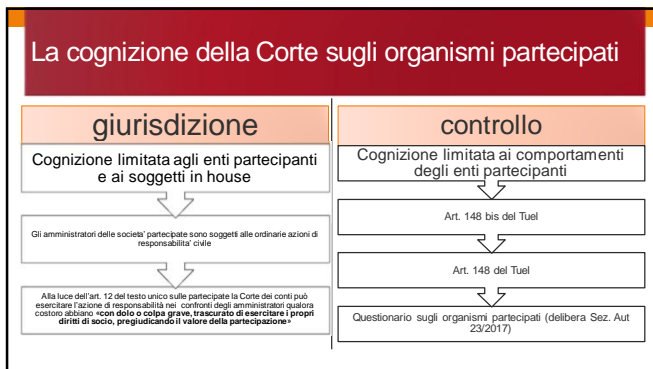 La cognizione della Corte sugli organismi partecipati
giurisdizione
Cognizione limitata agli enti partecipanti
e ai soggetti in house
Gli amministratori delle societa' partecipate sono soggetti alle ordinarie azioni di
responsabilita' civile
Alla luce dell'art. 12 del testo unico sulle partecipate la Corte dei conti può
esercitare l'azione di responsabilità nei confronti degli amministratori qualora
costoro abbiano «con dolo o colpa grave, trascurato di esercitare i propri
diritti di socio, pregiudicando il valore della partecipazione»
controllo
Cognizione limitata ai comportamenti
degli enti partecipanti
Art. 148 bis del Tuel
Art. 148 del Tuel
Questionario sugli organismi partecipati (delibera Sez. Aut
23/2017)